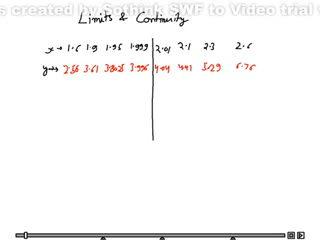 s created by Sothink SWF to Video trial v
Limits & Continuity
x → 1.6 1.9 1.95 1.999 2.01 2.1 2.3 2.6
y → 2.56 3.61 3.8025 3.996 4.04 4.41 5.29 6.76